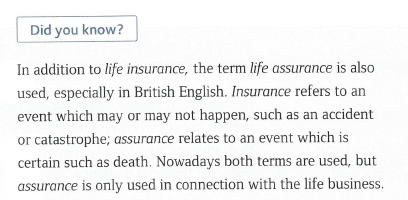 Did you know?
In addition to life insurance, the term life assurance is also
used, especially in British English. Insurance refers to an
event which may or may not happen, such as an accident
or catastrophe; assurance relates to an event which is
certain such as death. Nowadays both terms are used, but
assurance is only used in connection with the life business.